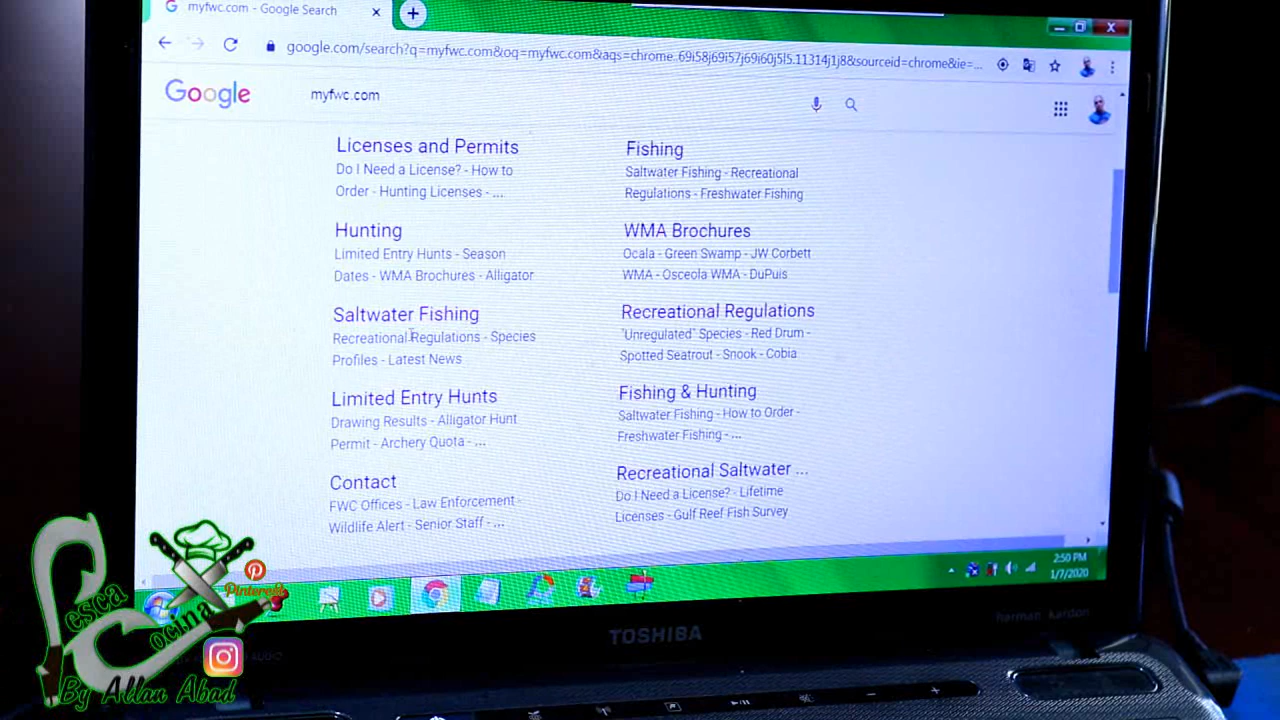 myfwc.com - Google Search
google.com/search?q=myfwc.com&oq=myfwc.com&aqs=chrome..69i58j69i57j69i60j5l5.11314j1j8&sourceid=chrome&ie=...
Google
myfwc.com
Licenses and Permits
Do I Need a License? - How to
Order - Hunting Licenses - ...
Fishing
Saltwater Fishing - Recreational
Regulations - Freshwater Fishing
Hunting
Limited Entry Hunts - Season
Dates - WMA Brochures - Alligator
WMA Brochures
Ocala - Green Swamp - JW Corbett
WMA - Osceola WMA - DuPuis
Saltwater Fishing
Recreational Regulations - Species
Profiles - Latest News
Recreational Regulations
"Unregulated" Species - Red Drum -
Spotted Seatrout - Snook - Cobia
Limited Entry Hunts
Drawing Results - Alligator Hunt
Permit - Archery Quota - ...
Fishing & Hunting
Saltwater Fishing - How to Order -
Freshwater Fishing - ...
Contact
FWC Offices - Law Enforcement -
Wildlife Alert - Senior Staff - ...
Recreational Saltwater ...
Do I Need a License? - Lifetime
Licenses - Gulf Reef Fish Survey
2:50 PM
1/7/2020
TOSHIBA
harman/kardon
Pesca
Cocina
Pinterest
By Allan Abad